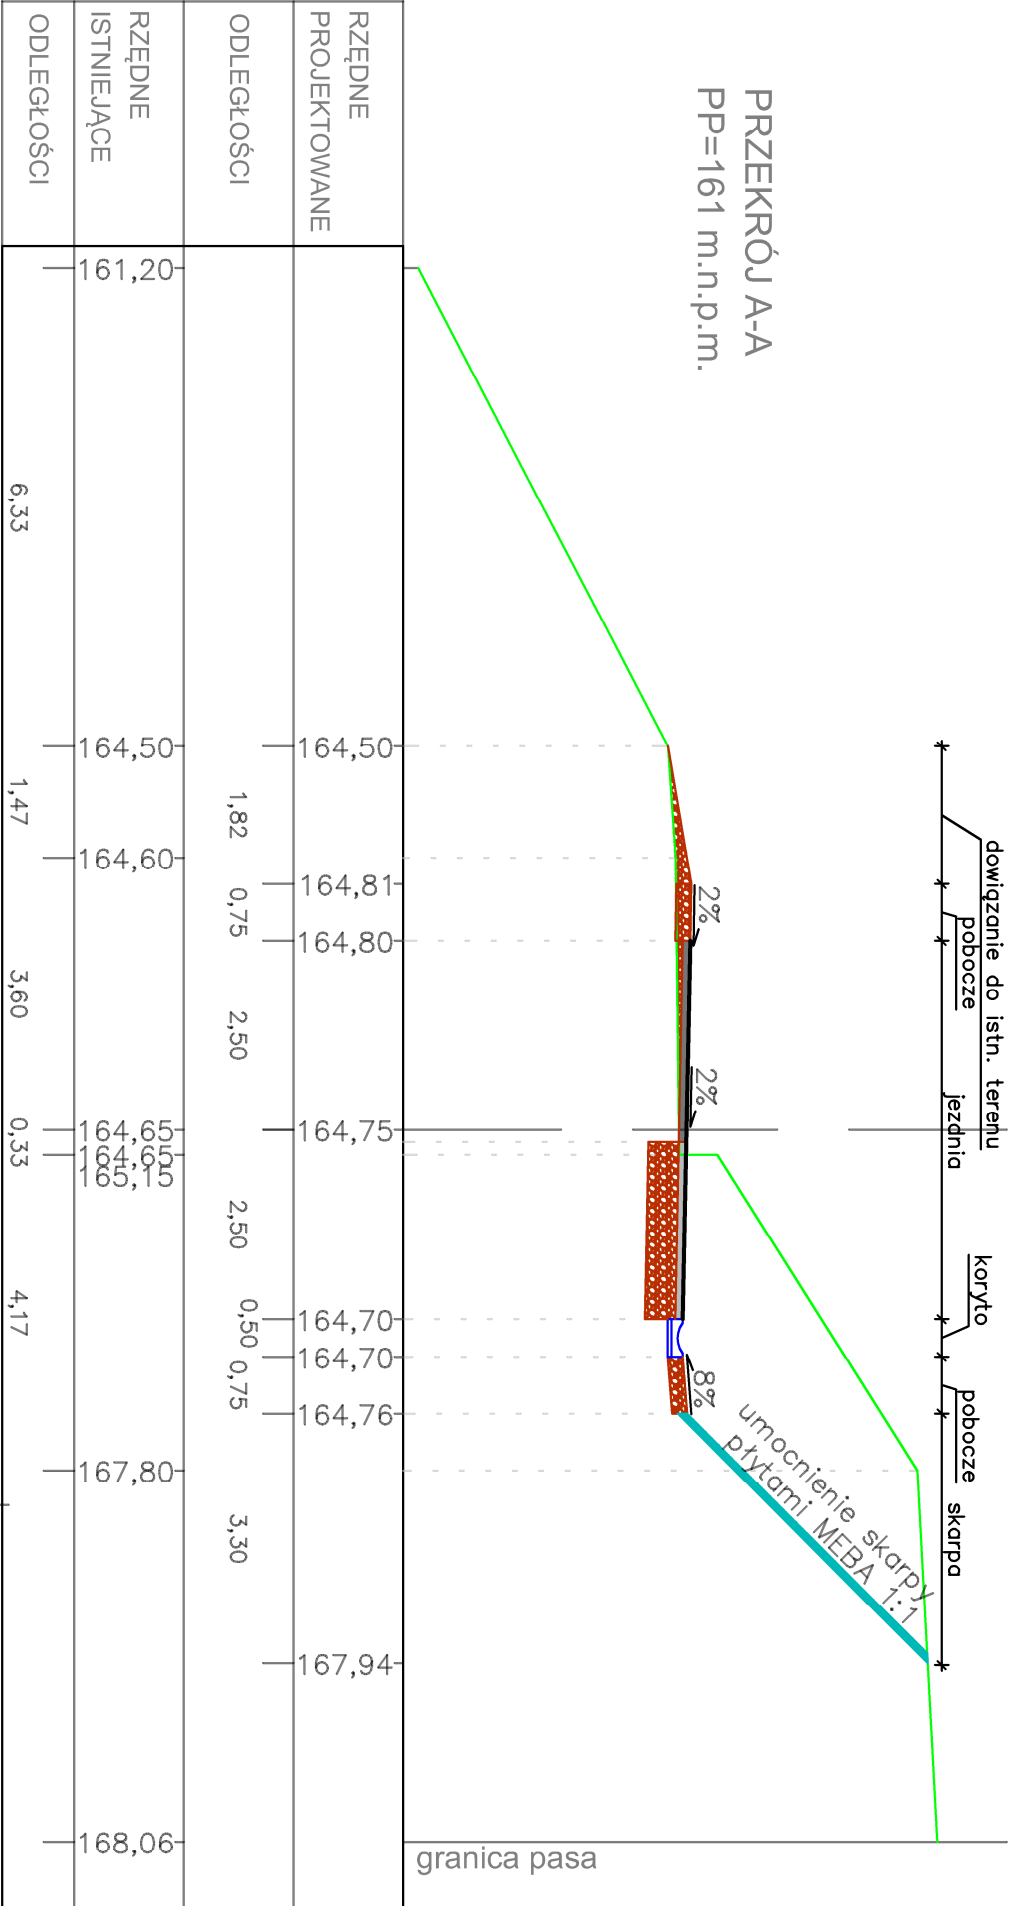 PRZEKRÓJ A-A
PP=161 m.n.p.m.
dowiązanie do istn. terenu
pobocze
jezdnia
koryto
pobocze
skarpa
2%
2%
8%
umocnienie skarpy
płytami MEBA 1:1
granica pasa
RZĘDNE
PROJEKTOWANE
164,50
164,81
164,80
164,75
164,70
164,70
164,76
167,94
ODLEGŁOŚCI
1,82
0,75
2,50
2,50
0,50
0,75
3,30
RZĘDNE
ISTNIEJĄCE
161,20
164,50
164,60
164,65
164,65
165,15
167,80
168,06
ODLEGŁOŚCI
6,33
1,47
3,60
0,33
4,17